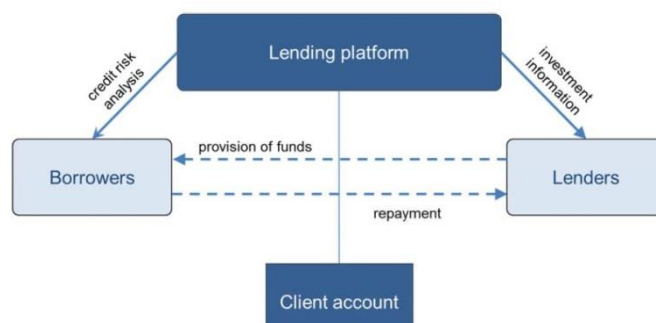 Lending platform
credit risk
analysis
investment
information
provision of funds
Borrowers
Lenders
repayment
Client account